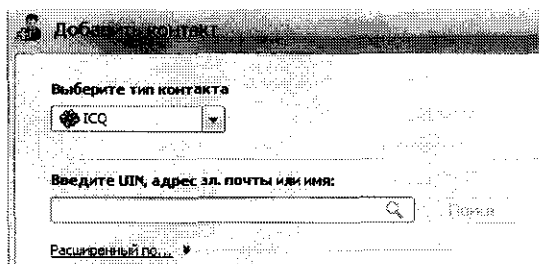 Добавить контакт
Выберите тип контакта
ICQ
Введите UIN, адрес эл. почты или имя:
Поиск
Расширенный по...